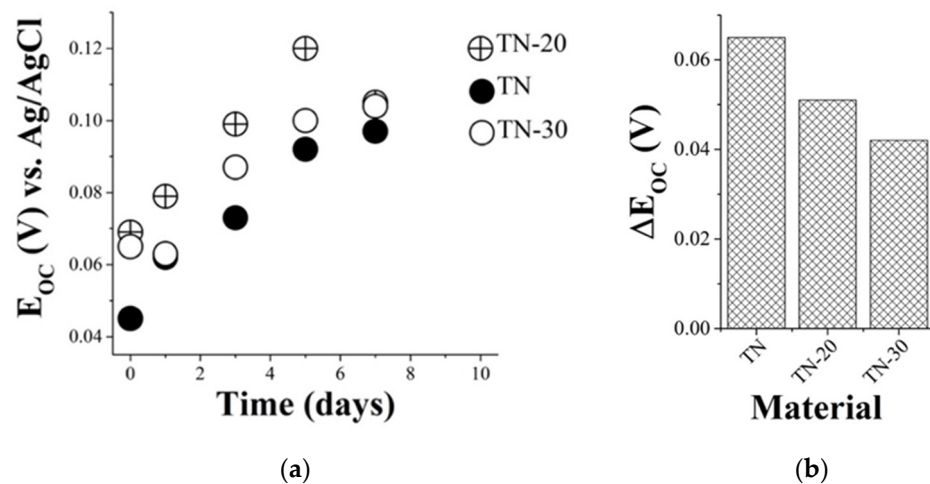 0.12
0.10
0.08
0.06
0.04
E_OC (V) vs. Ag/AgCl
TN-20
TN
TN-30
0 2 4 6 8 10
Time (days)
(a)
0.06
0.04
0.02
0.00
ΔE_OC (V)
TN TN-20 TN-30
Material
(b)